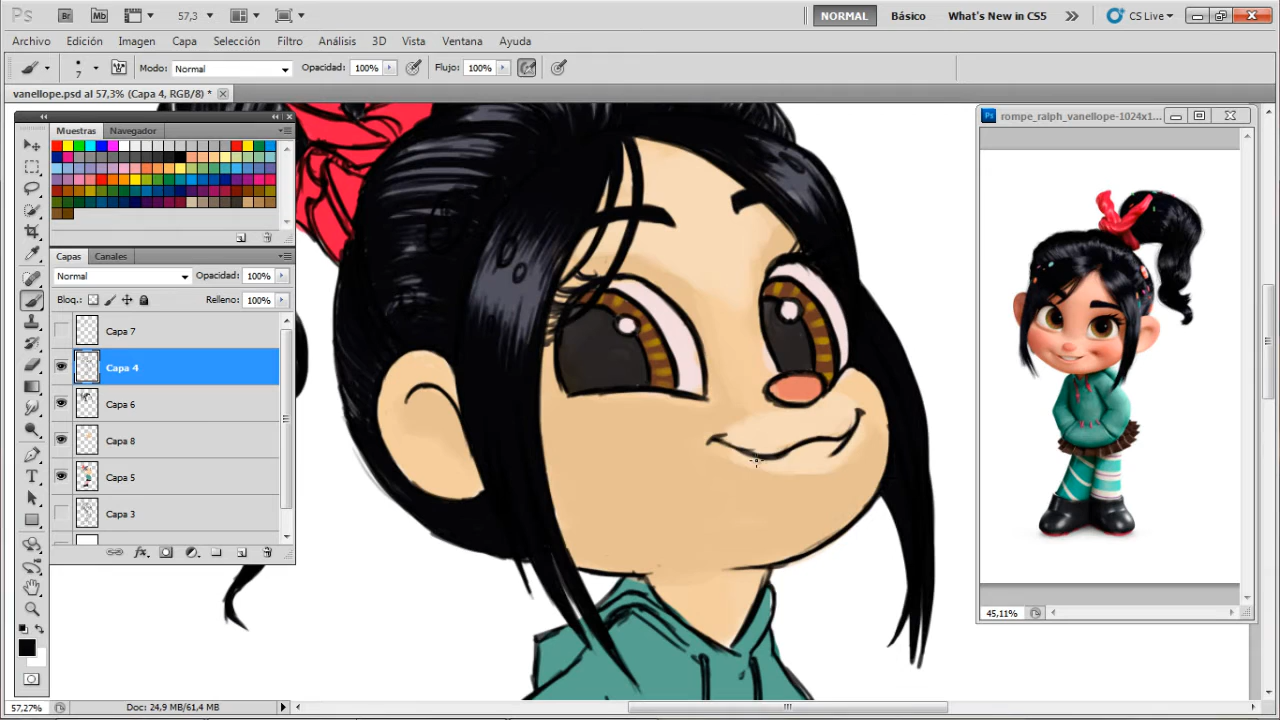 Ps Br Mb 57,3 NORMAL Básico What's New in CS5 CS Live
Archivo Edición Imagen Capa Selección Filtro Análisis 3D Vista Ventana Ayuda
7 Modo: Normal Opacidad: 100% Flujo: 100%
vanellope.psd al 57,3% (Capa 4, RGB/8) *
Muestras Navegador
Capas Canales
Normal Opacidad: 100%
Bloq.: Relleno: 100%
Capa 7
Capa 4
Capa 6
Capa 8
Capa 5
Capa 3
fx
57,27% Doc: 24,9 MB/61,4 MB
Ps rompe_ralph_vanellope-1024x1...
45,11%